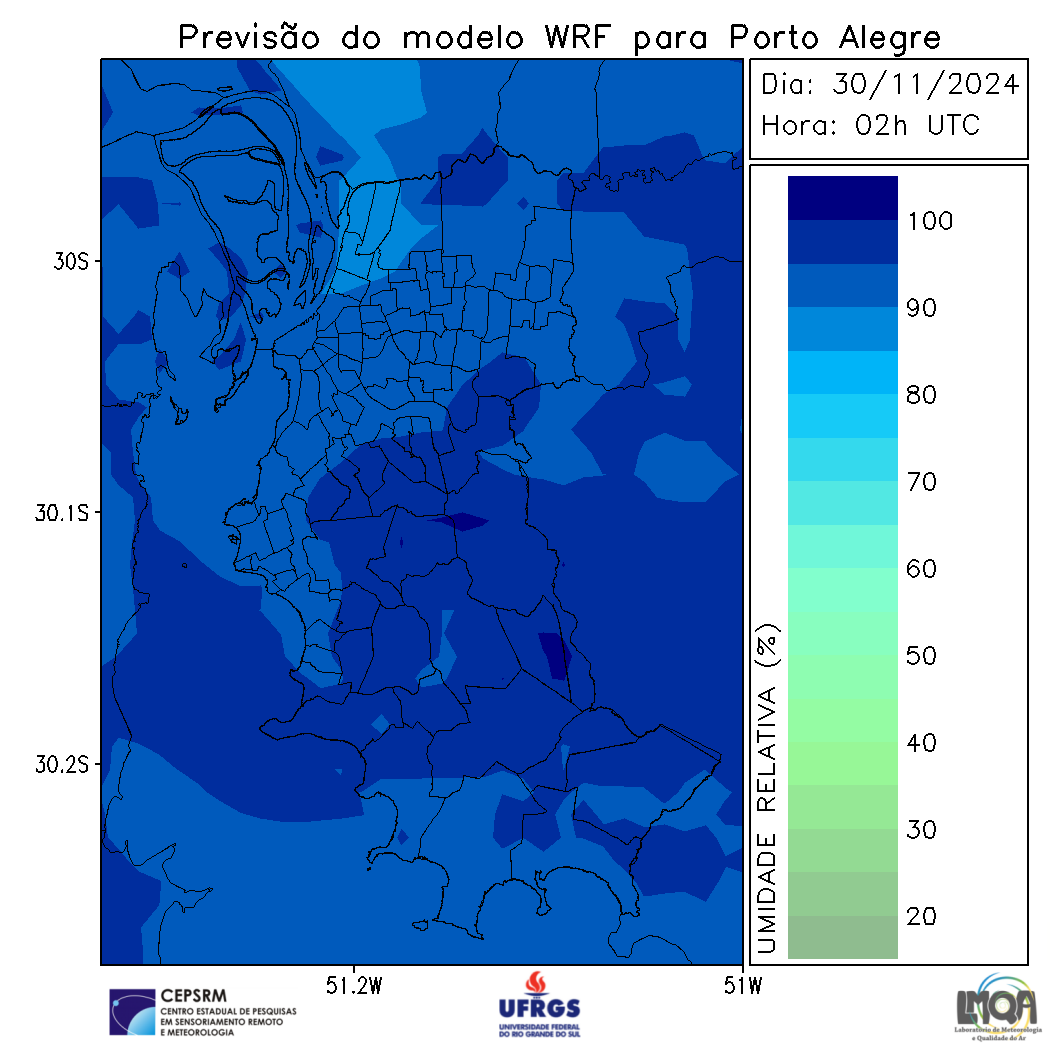 Previsão do modelo WRF para Porto Alegre
Dia: 30/11/2024
Hora: 02h UTC
30S
30.1S
30.2S
51.2W
51W
UMIDADE RELATIVA (%)
100
90
80
70
60
50
40
30
20
CEPSRM
CENTRO ESTADUAL DE PESQUISAS
EM SENSORIAMENTO REMOTO
E METEOROLOGIA
UFRGS
UNIVERSIDADE FEDERAL
DO RIO GRANDE DO SUL
LMQA
Laboratório de Meteorologia
e Qualidade do Ar